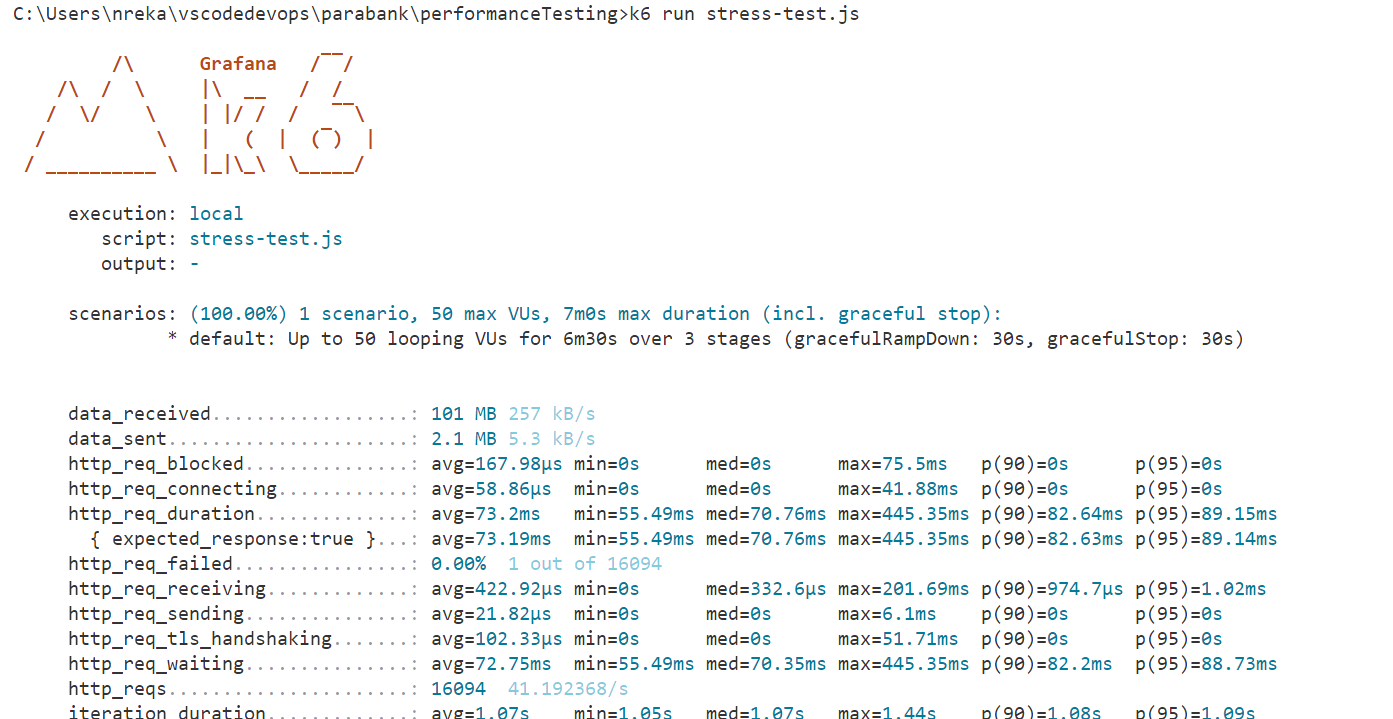 C:\Users\nreka\vscodedevops\parabank\performanceTesting>k6 run stress-test.js
Grafana
k6
execution: local
script: stress-test.js
output: -
scenarios: (100.00%) 1 scenario, 50 max VUs, 7m0s max duration (incl. graceful stop):
* default: Up to 50 looping VUs for 6m30s over 3 stages (gracefulRampDown: 30s, gracefulStop: 30s)
data_received..................: 101 MB 257 kB/s
data_sent......................: 2.1 MB 5.3 kB/s
http_req_blocked...............: avg=167.98µs min=0s med=0s max=75.5ms p(90)=0s p(95)=0s
http_req_connecting............: avg=58.86µs min=0s med=0s max=41.88ms p(90)=0s p(95)=0s
http_req_duration..............: avg=73.2ms min=55.49ms med=70.76ms max=445.35ms p(90)=82.64ms p(95)=89.15ms
{ expected_response:true }...: avg=73.19ms min=55.49ms med=70.76ms max=445.35ms p(90)=82.63ms p(95)=89.14ms
http_req_failed................: 0.00% 1 out of 16094
http_req_receiving.............: avg=422.92µs min=0s med=332.6µs max=201.69ms p(90)=974.7µs p(95)=1.02ms
http_req_sending...............: avg=21.82µs min=0s med=0s max=6.1ms p(90)=0s p(95)=0s
http_req_tls_handshaking.......: avg=102.33µs min=0s med=0s max=51.71ms p(90)=0s p(95)=0s
http_req_waiting...............: avg=72.75ms min=55.49ms med=70.35ms max=445.35ms p(90)=82.2ms p(95)=88.73ms
http_reqs......................: 16094 41.192368/s
iteration_duration.............: avg=1.07s min=1.05s med=1.07s max=1.44s p(90)=1.08s p(95)=1.09s